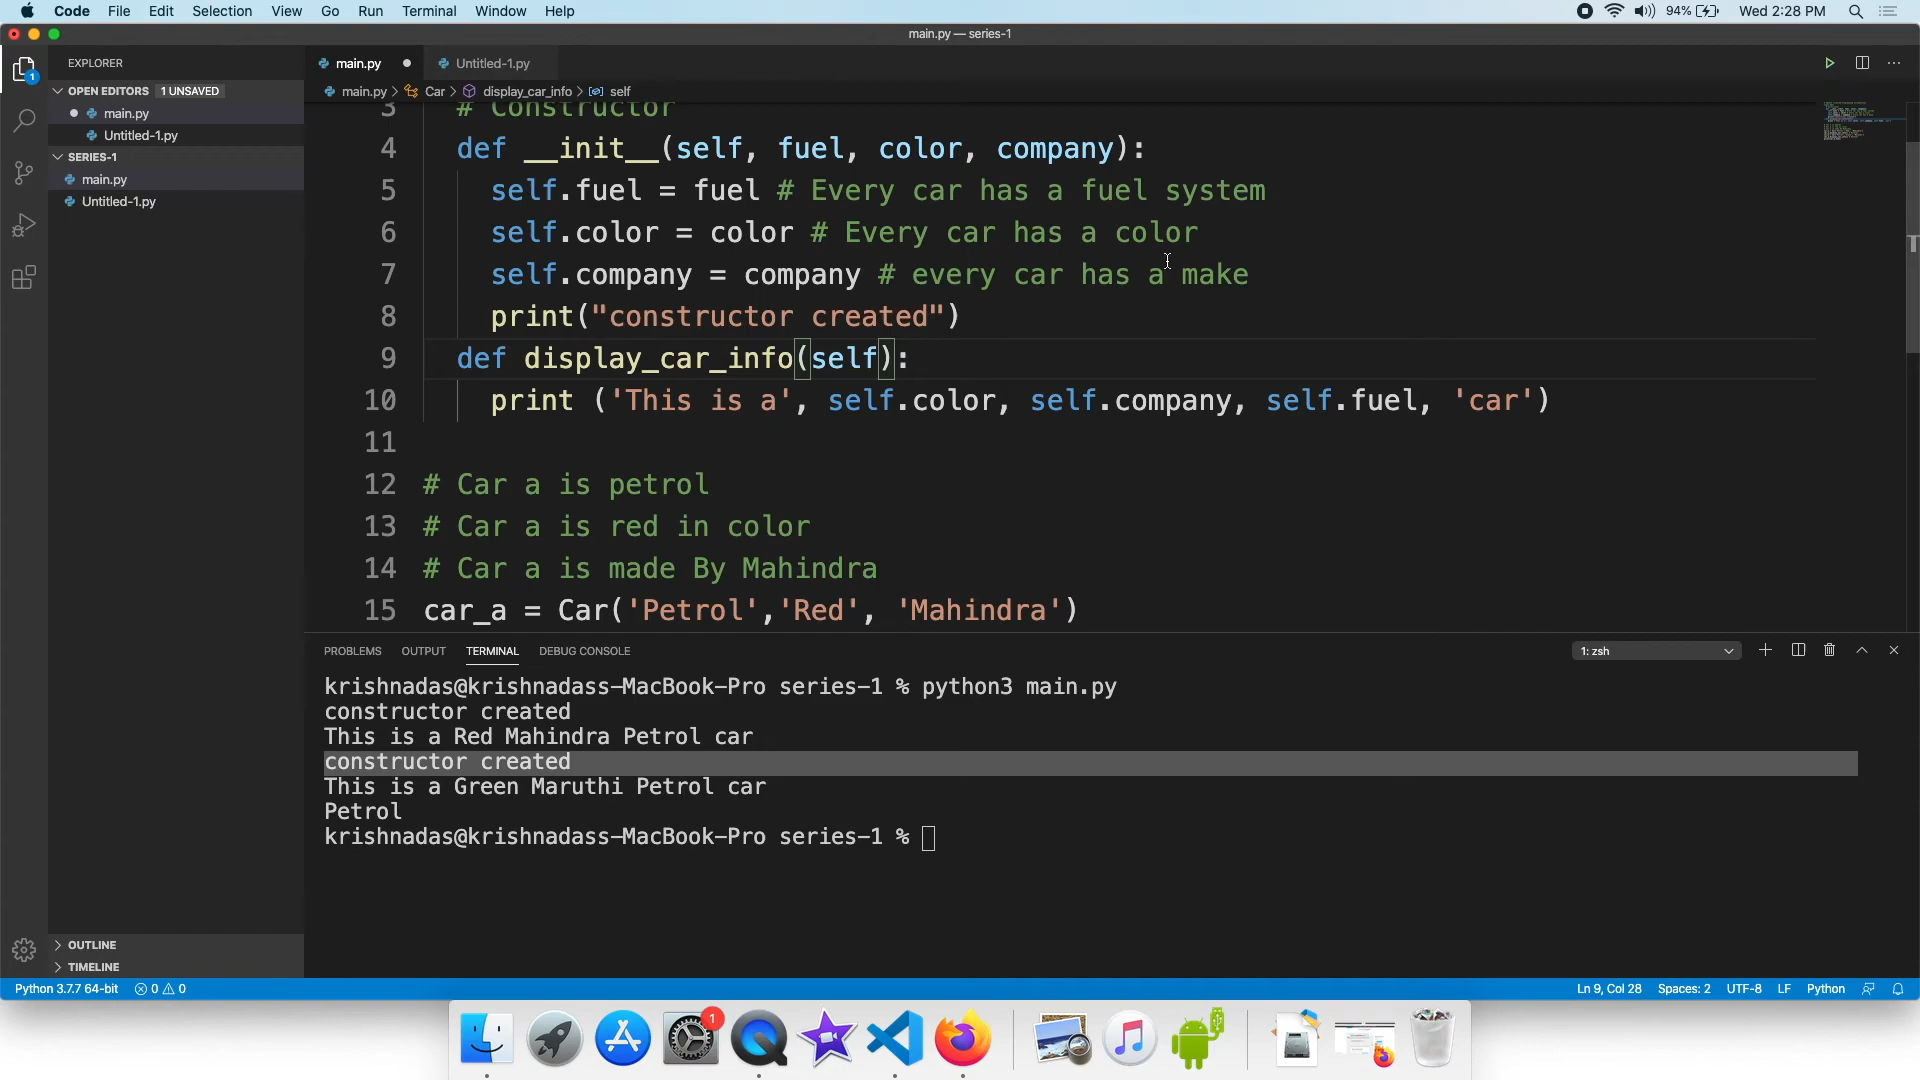 Code File Edit Selection View Go Run Terminal Window Help 94% Wed 2:28 PM
main.py — series-1
EXPLORER
main.py
Untitled-1.py
OPEN EDITORS 1 UNSAVED
main.py > Car > display_car_info > self
main.py
Untitled-1.py
SERIES-1
main.py
Untitled-1.py
3 # Constructor
4 def __init__(self, fuel, color, company):
5 self.fuel = fuel # Every car has a fuel system
6 self.color = color # Every car has a color
7 self.company = company # every car has a make
8 print("constructor created")
9 def display_car_info(self):
10 print ('This is a', self.color, self.company, self.fuel, 'car')
11
12 # Car a is petrol
13 # Car a is red in color
14 # Car a is made By Mahindra
15 car_a = Car('Petrol','Red', 'Mahindra')
PROBLEMS OUTPUT TERMINAL DEBUG CONSOLE 1: zsh
krishnadas@krishnadass-MacBook-Pro series-1 % python3 main.py
constructor created
This is a Red Mahindra Petrol car
constructor created
This is a Green Maruthi Petrol car
Petrol
krishnadas@krishnadass-MacBook-Pro series-1 %
OUTLINE
TIMELINE
Python 3.7.7 64-bit 0 0 Ln 9, Col 28 Spaces: 2 UTF-8 LF Python
1
1